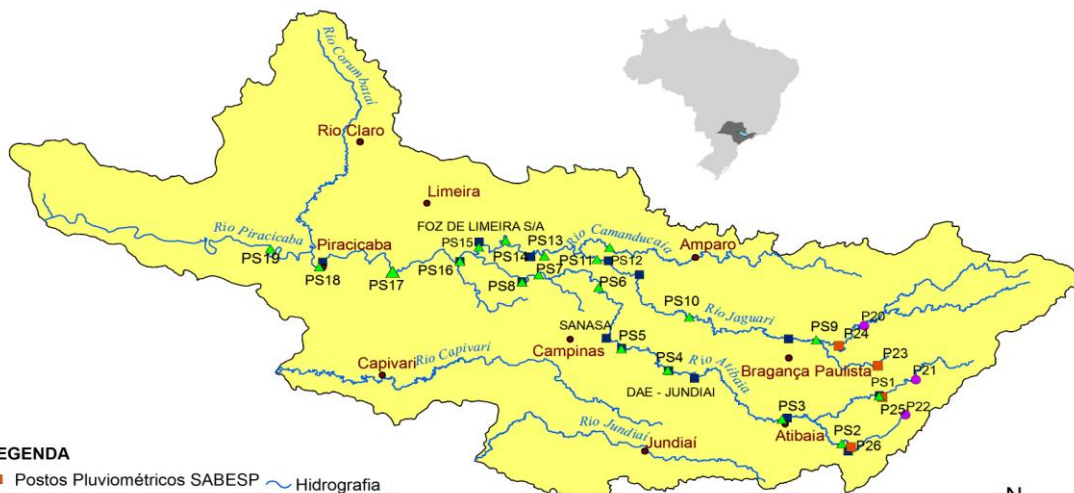 Rio Corumbataí
Rio Claro
Limeira
FOZ DE LIMEIRA S/A
Rio Piracicaba
Piracicaba
PS19
PS18
PS17
PS16
PS15
PS14
PS13
Rio Camanducaia
Amparo
PS11
PS12
PS7
PS8
PS6
PS10
Rio Jaguari
P20
PS9
P24
SANASA
PS5
Campinas
PS4
Rio Atibaia
Bragança Paulista
P23
P21
Capivari
Rio Capivari
DAE - JUNDIAI
PS1
P25
P22
PS3
Atibaia
PS2
P26
Rio Jundiaí
Jundiaí
EGENDA
Postos Pluviométricos SABESP
Hidrografia
N